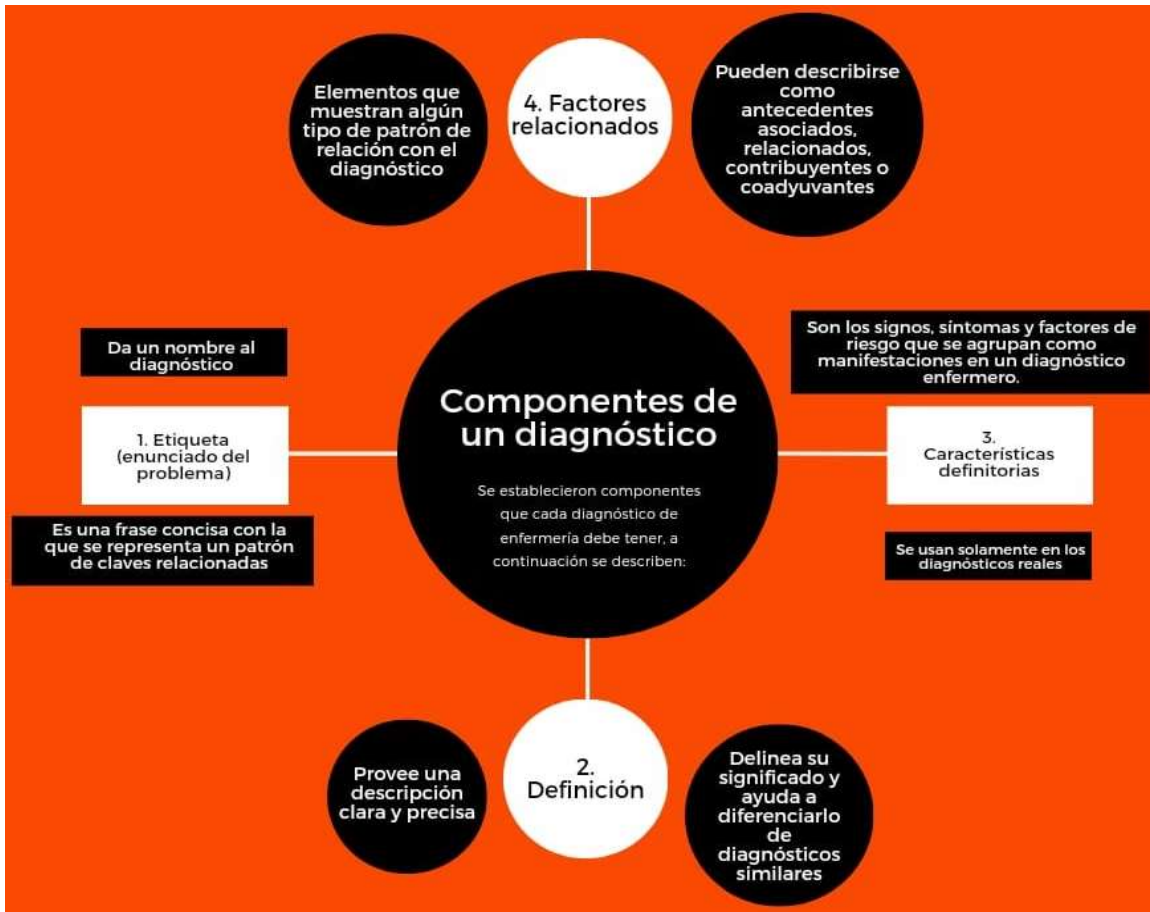 Elementos que
muestran algún
tipo de patrón de
relación con el
diagnóstico
4. Factores
relacionados
Pueden describirse
como
antecedentes
asociados,
relacionados,
contribuyentes o
coadyuvantes
Da un nombre al
diagnóstico
1. Etiqueta
(enunciado del
problema)
Es una frase concisa con la
que se representa un patrón
de claves relacionadas
Componentes de
un diagnóstico
Se establecieron componentes
que cada diagnóstico de
enfermería debe tener, a
continuación se describen:
Son los signos, síntomas y factores de
riesgo que se agrupan como
manifestaciones en un diagnóstico
enfermero.
3.
Características
definitorias
Se usan solamente en los
diagnósticos reales
Provee una
descripción
clara y precisa
2.
Definición
Delinea su
significado y
ayuda a
diferenciarlo
de
diagnósticos
similares